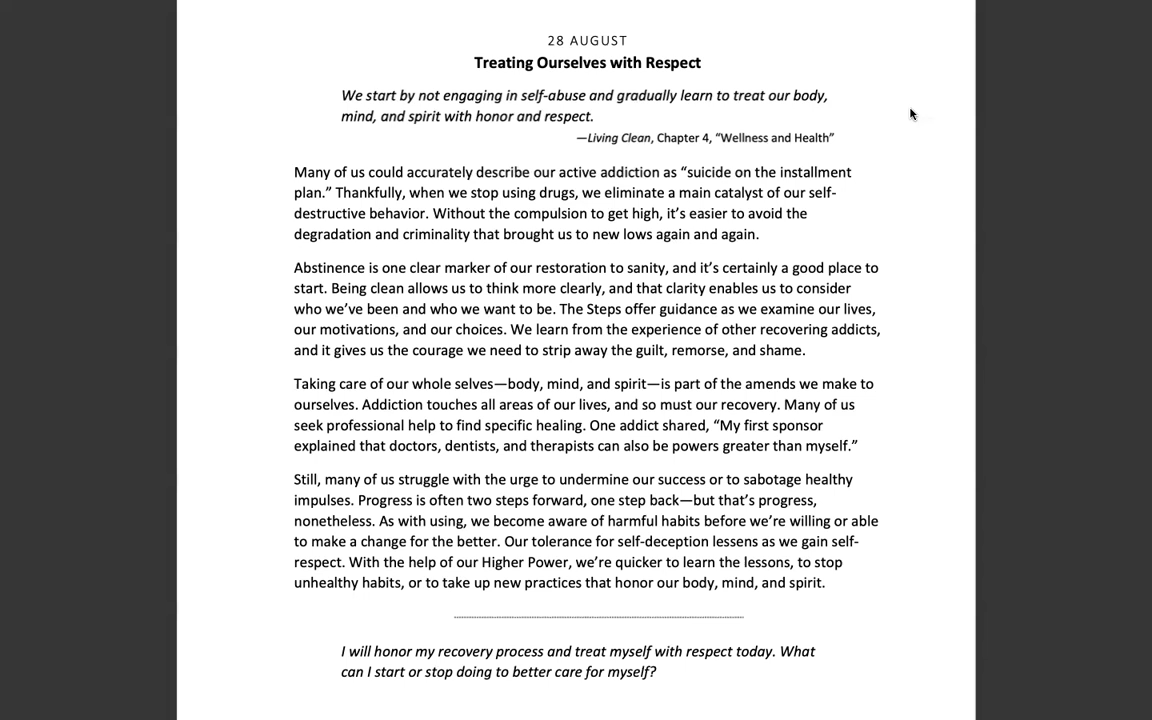 28 AUGUST
Treating Ourselves with Respect
We start by not engaging in self-abuse and gradually learn to treat our body,
mind, and spirit with honor and respect.
—Living Clean, Chapter 4, “Wellness and Health”
Many of us could accurately describe our active addiction as “suicide on the installment
plan.” Thankfully, when we stop using drugs, we eliminate a main catalyst of our self-
destructive behavior. Without the compulsion to get high, it’s easier to avoid the
degradation and criminality that brought us to new lows again and again.
Abstinence is one clear marker of our restoration to sanity, and it’s certainly a good place to
start. Being clean allows us to think more clearly, and that clarity enables us to consider
who we’ve been and who we want to be. The Steps offer guidance as we examine our lives,
our motivations, and our choices. We learn from the experience of other recovering addicts,
and it gives us the courage we need to strip away the guilt, remorse, and shame.
Taking care of our whole selves—body, mind, and spirit—is part of the amends we make to
ourselves. Addiction touches all areas of our lives, and so must our recovery. Many of us
seek professional help to find specific healing. One addict shared, “My first sponsor
explained that doctors, dentists, and therapists can also be powers greater than myself.”
Still, many of us struggle with the urge to undermine our success or to sabotage healthy
impulses. Progress is often two steps forward, one step back—but that’s progress,
nonetheless. As with using, we become aware of harmful habits before we’re willing or able
to make a change for the better. Our tolerance for self-deception lessens as we gain self-
respect. With the help of our Higher Power, we’re quicker to learn the lessons, to stop
unhealthy habits, or to take up new practices that honor our body, mind, and spirit.
I will honor my recovery process and treat myself with respect today. What
can I start or stop doing to better care for myself?